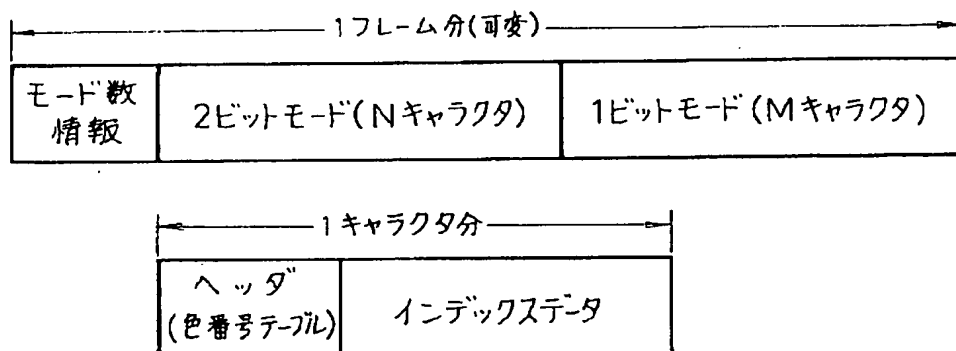 1フレーム分(可変)
モード数
情報
2ビットモード(Nキャラクタ)
1ビットモード(Mキャラクタ)
1キャラクタ分
ヘッダ
(色番号テーブル)
インデックスデータ